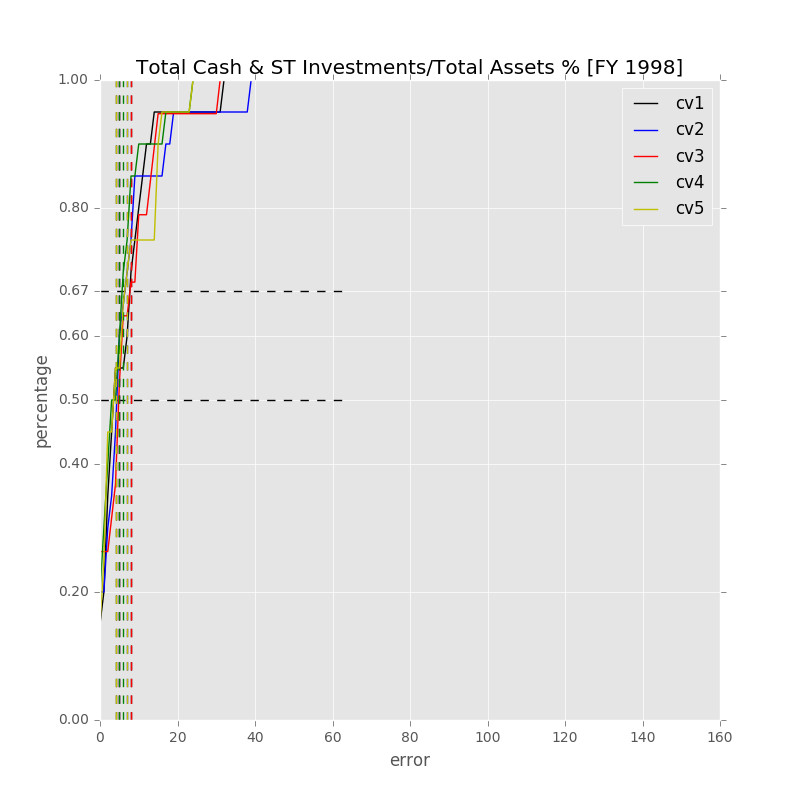 Total Cash & ST Investments/Total Assets % [FY 1998]
1.00
0.80
0.67
0.60
0.50
0.40
0.20
0.00
percentage
cv1
cv2
cv3
cv4
cv5
0 20 40 60 80 100 120 140 160
error